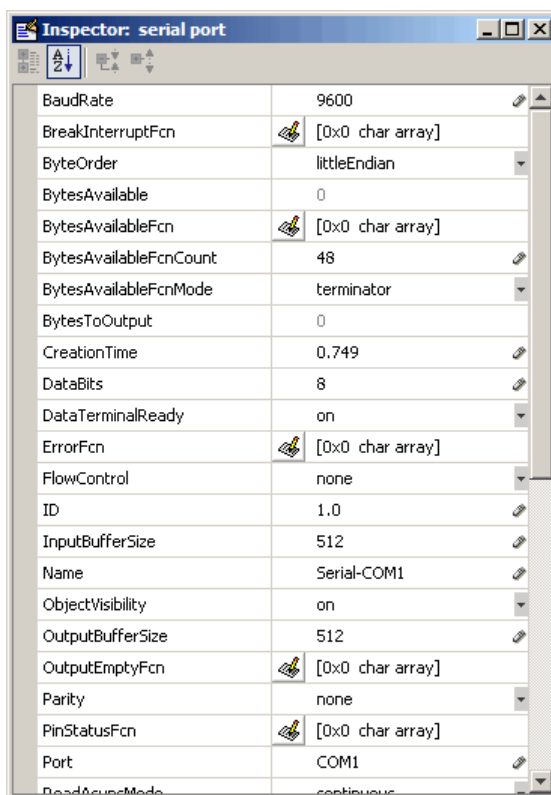 Inspector: serial port
BaudRate 9600
BreakInterruptFcn [0x0 char array]
ByteOrder littleEndian
BytesAvailable 0
BytesAvailableFcn [0x0 char array]
BytesAvailableFcnCount 48
BytesAvailableFcnMode terminator
BytesToOutput 0
CreationTime 0.749
DataBits 8
DataTerminalReady on
ErrorFcn [0x0 char array]
FlowControl none
ID 1.0
InputBufferSize 512
Name Serial-COM1
ObjectVisibility on
OutputBufferSize 512
OutputEmptyFcn [0x0 char array]
Parity none
PinStatusFcn [0x0 char array]
Port COM1
ReadAsyncMode continuous